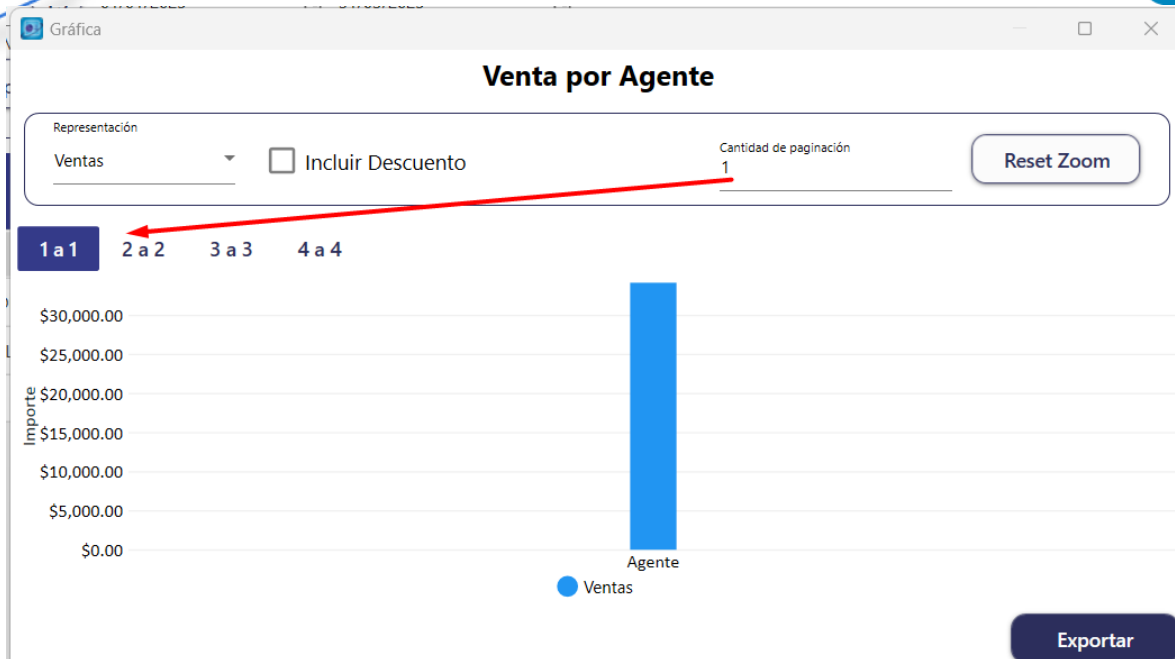 Gráfica
Venta por Agente
Representación
Ventas
Incluir Descuento
Cantidad de paginación
1
Reset Zoom
1 a 1 2 a 2 3 a 3 4 a 4
$30,000.00
$25,000.00
$20,000.00
$15,000.00
$10,000.00
$5,000.00
$0.00
Importe
Agente
Ventas
Exportar